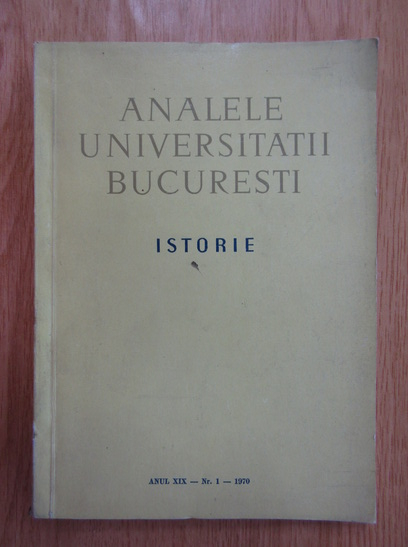 ANALELE
UNIVERSITATII
BUCURESTI
ISTORIE
ANUL XIX — Nr. 1 — 1970